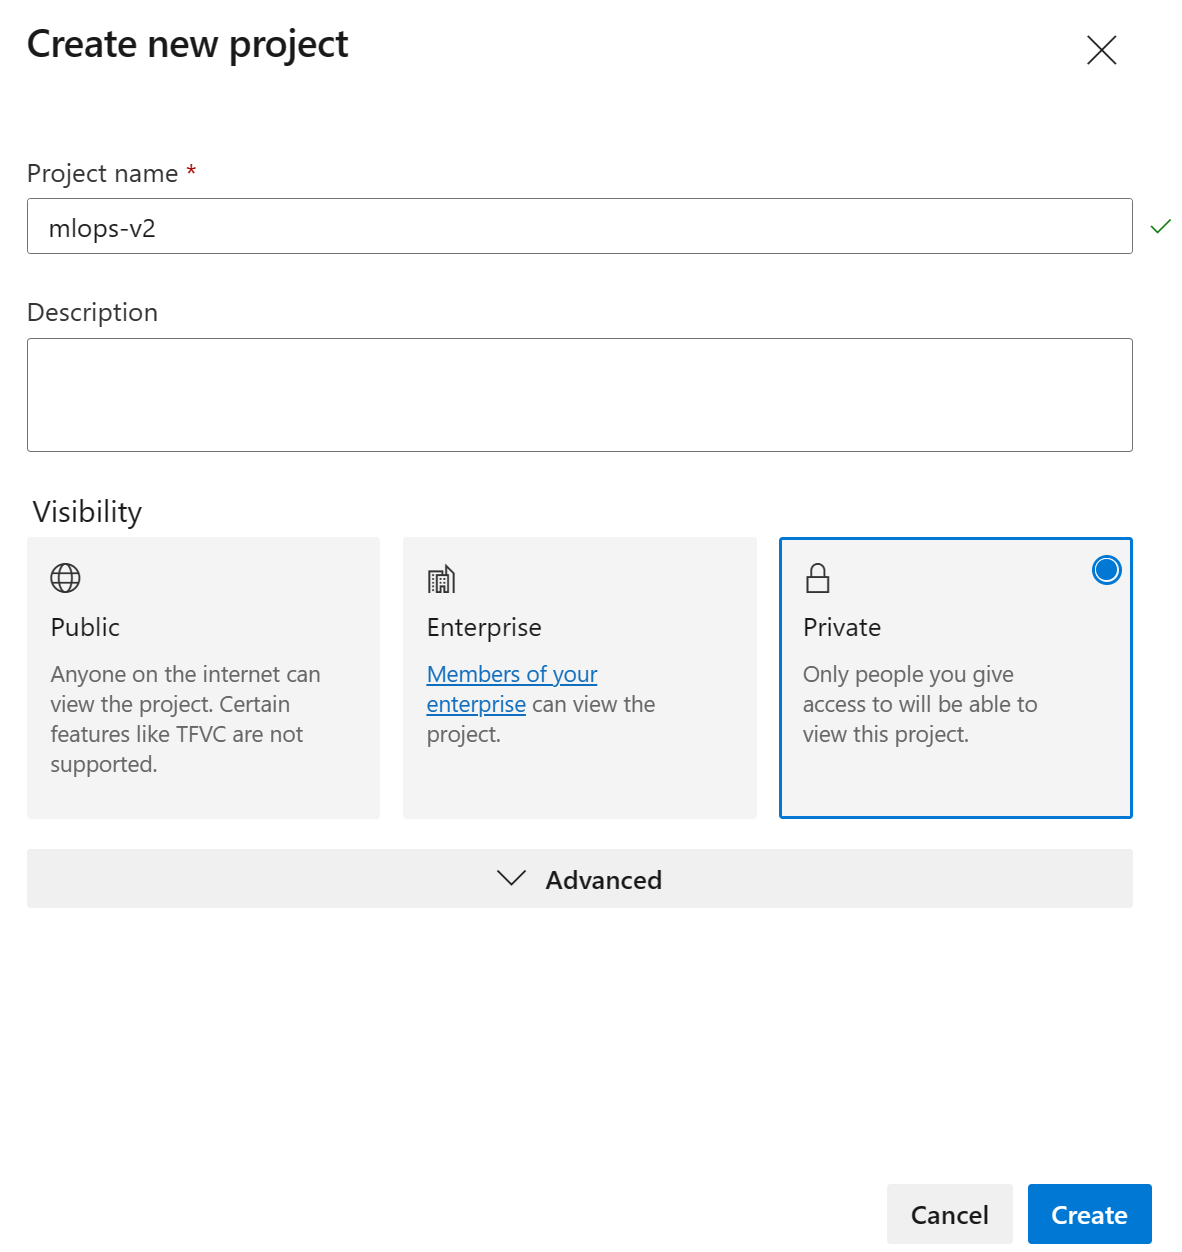 Create new project
Project name *
mlops-v2
Description
Visibility
Public
Anyone on the internet can
view the project. Certain
features like TFVC are not
supported.
Enterprise
Members of your
enterprise can view the
project.
Private
Only people you give
access to will be able to
view this project.
Advanced
Cancel
Create